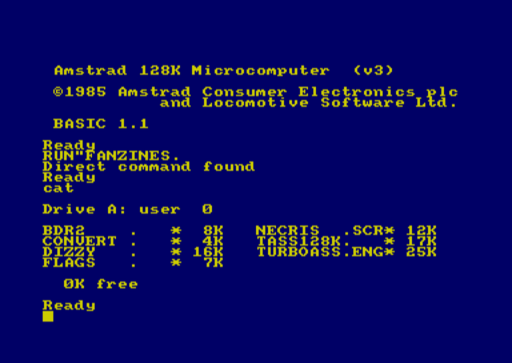 Amstrad 128K Microcomputer (v3)
©1985 Amstrad Consumer Electronics plc
and Locomotive Software Ltd.
BASIC 1.1
Ready
RUN"FANZINES.
Direct command found
Ready
cat
Drive A: user 0
BDR2 . * 8K NECRIS .SCR* 12K
CONVERT . * 4K TASS128K. * 17K
DIZZY . * 16K TURBOASS.ENG* 25K
FLAGS . * 7K
0K free
Ready